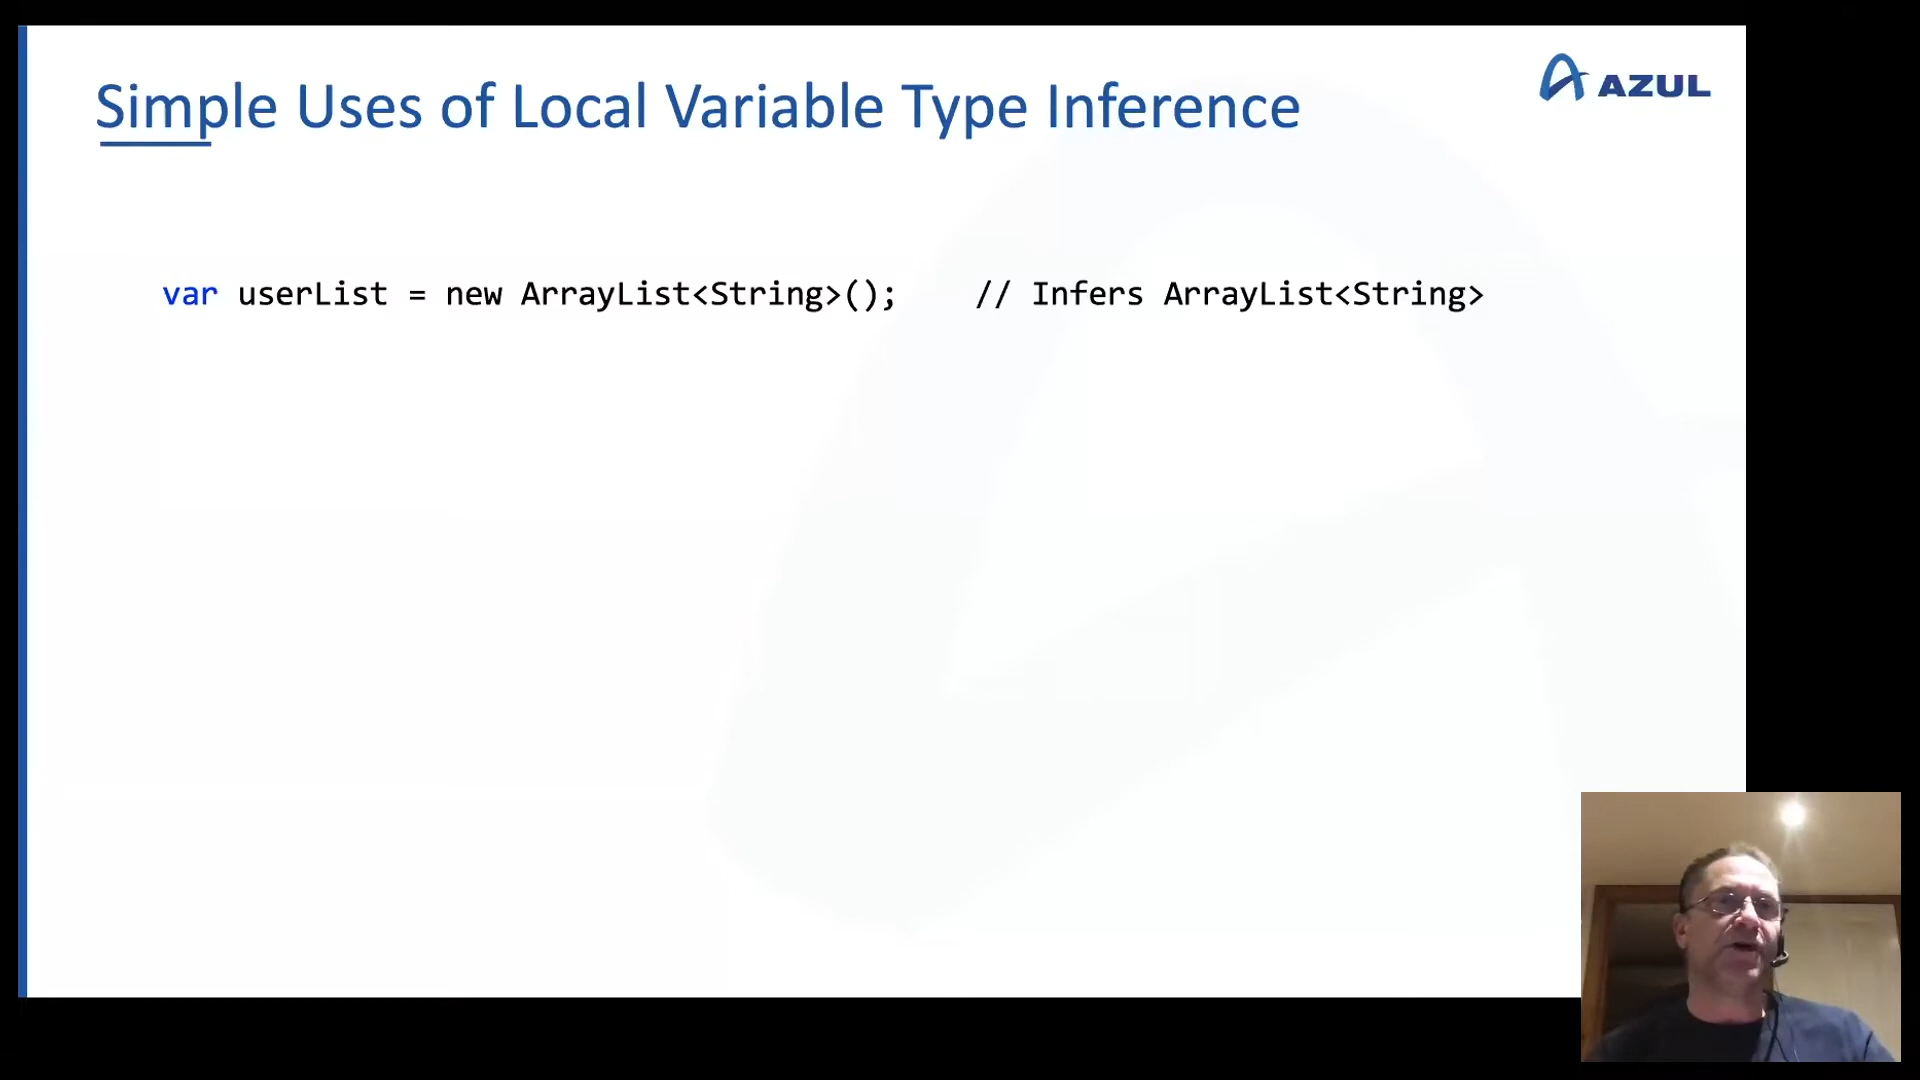 Simple Uses of Local Variable Type Inference
AZUL
var userList = new ArrayList<String>();    // Infers ArrayList<String>